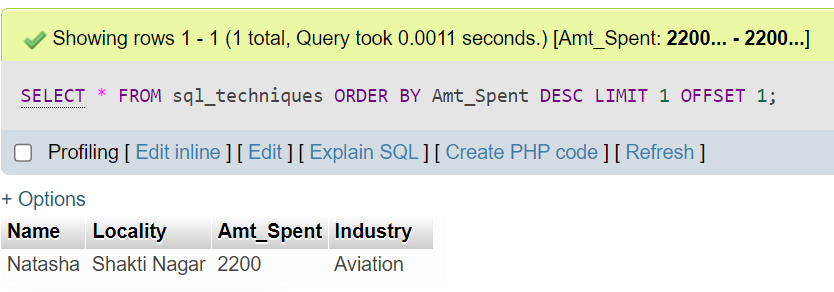 Showing rows 1 - 1 (1 total, Query took 0.0011 seconds.) [Amt_Spent: 2200... - 2200...]
SELECT * FROM sql_techniques ORDER BY Amt_Spent DESC LIMIT 1 OFFSET 1;
Profiling [ Edit inline ] [ Edit ] [ Explain SQL ] [ Create PHP code ] [ Refresh ]
+ Options
Name Locality Amt_Spent Industry
Natasha Shakti Nagar 2200 Aviation